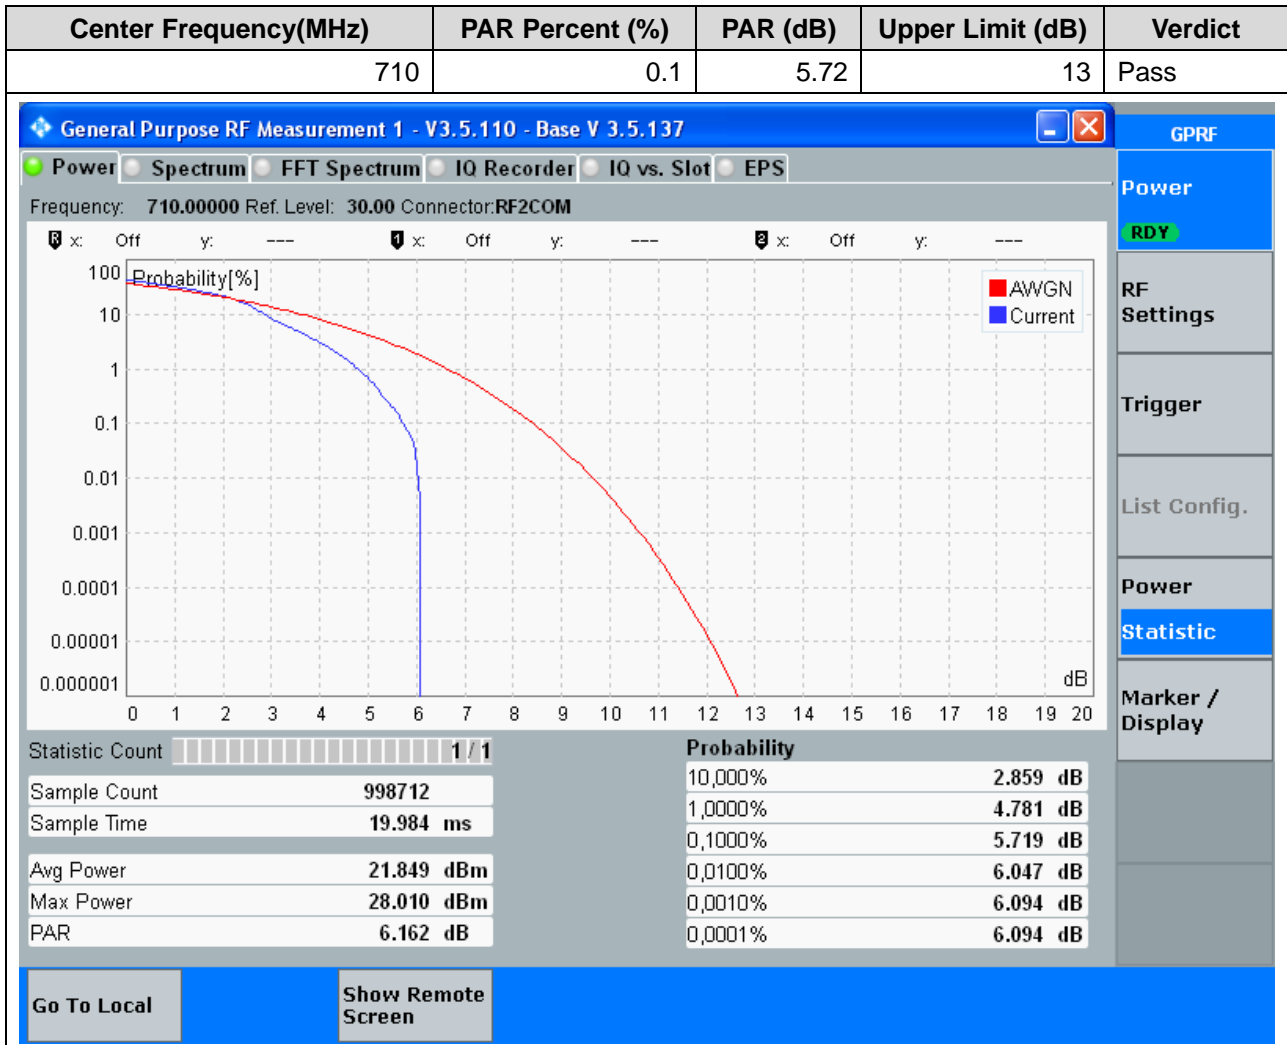 Center Frequency(MHz) PAR Percent (%) PAR (dB) Upper Limit (dB) Verdict
710 0.1 5.72 13 Pass
General Purpose RF Measurement 1 - V3.5.110 - Base V 3.5.137
GPRF
Power Spectrum FFT Spectrum IQ Recorder IQ vs. Slot EPS
Frequency: 710.00000 Ref. Level: 30.00 Connector:RF2COM
R x: Off y: --- 1 x: Off y: --- 2 x: Off y: ---
Probability[%]
100
10
1
0.1
0.01
0.001
0.0001
0.00001
0.000001
AWGN
Current
dB
0 1 2 3 4 5 6 7 8 9 10 11 12 13 14 15 16 17 18 19 20
Statistic Count 1 / 1
Sample Count 998712
Sample Time 19.984 ms
Avg Power 21.849 dBm
Max Power 28.010 dBm
PAR 6.162 dB
Probability
10,000% 2.859 dB
1,0000% 4.781 dB
0,1000% 5.719 dB
0,0100% 6.047 dB
0,0010% 6.094 dB
0,0001% 6.094 dB
Power
RDY
RF
Settings
Trigger
List Config.
Power
Statistic
Marker /
Display
Go To Local
Show Remote
Screen